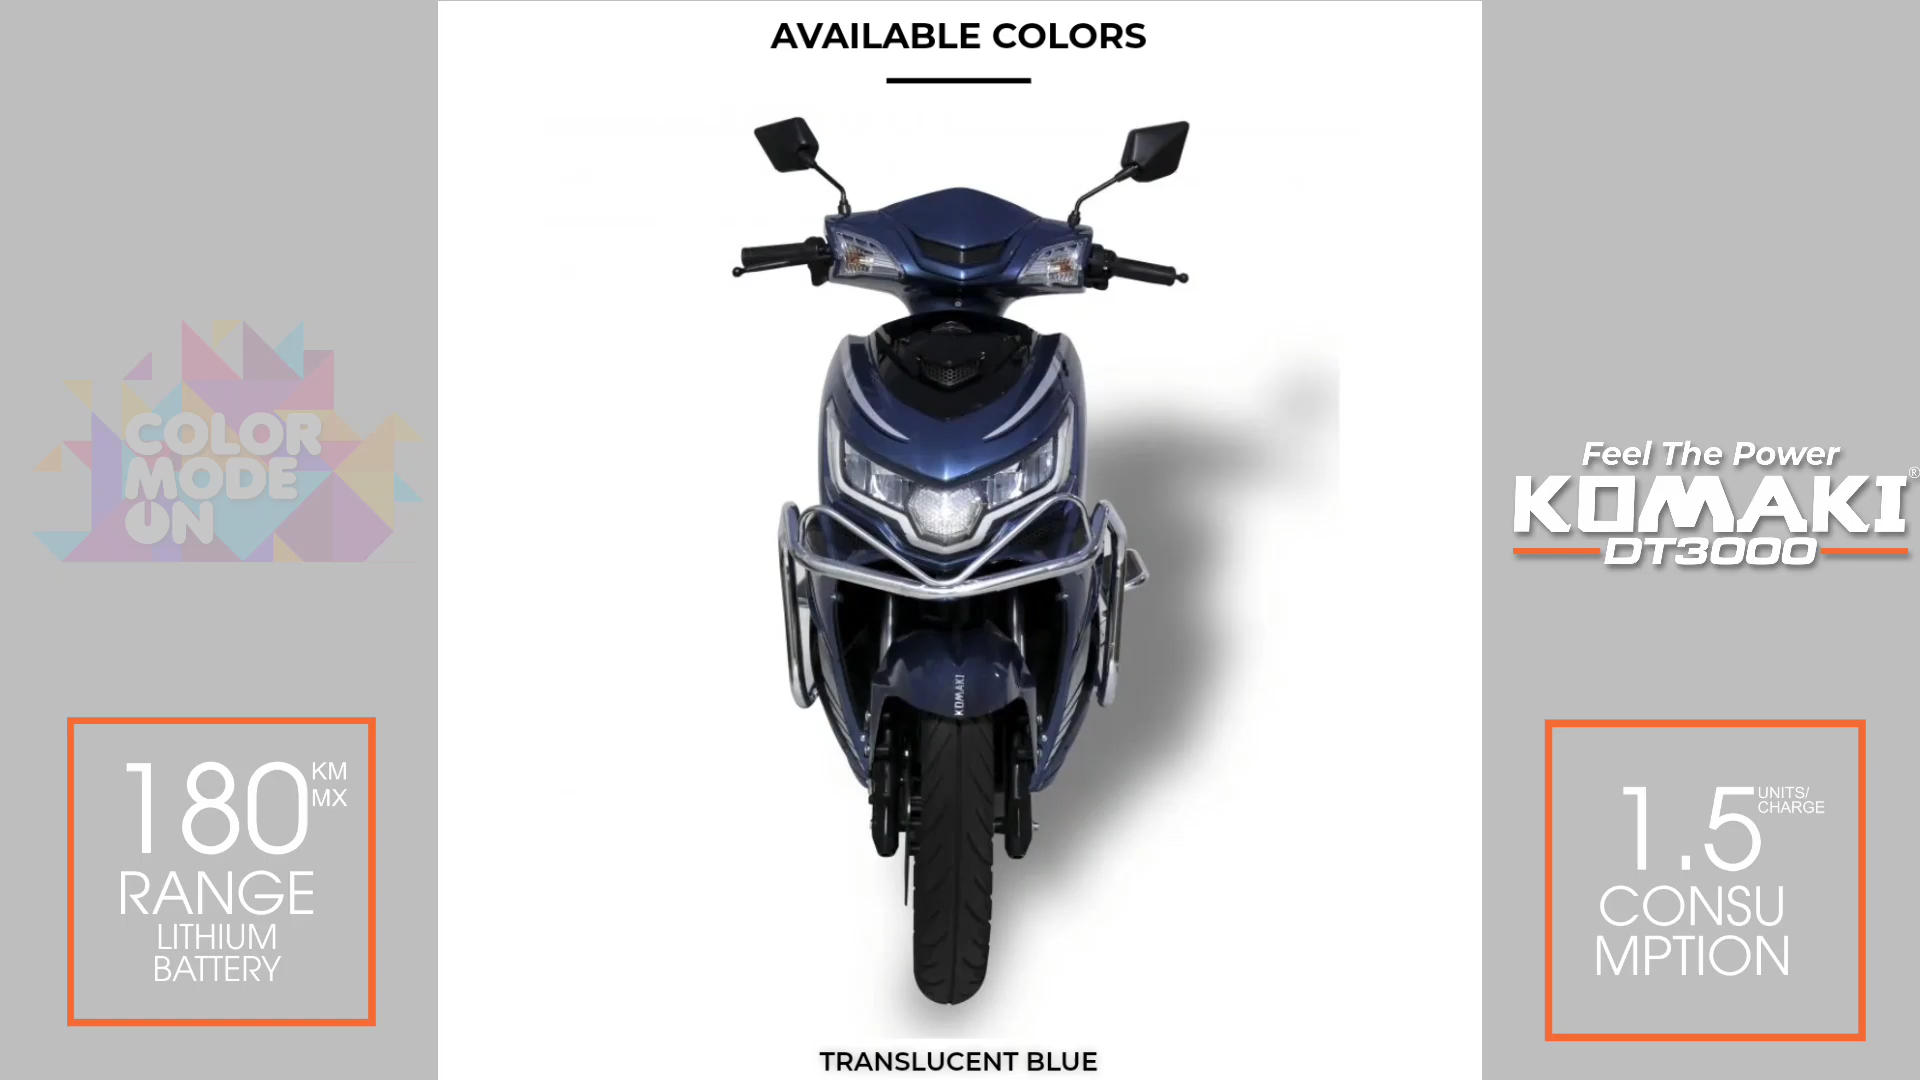 AVAILABLE COLORS
COLOR
MODE
ON
Feel The Power
KOMAKI®
DT3000
KOMAKI
180 KM
MX
RANGE
LITHIUM
BATTERY
1.5 UNITS/
CHARGE
CONSU
MPTION
TRANSLUCENT BLUE